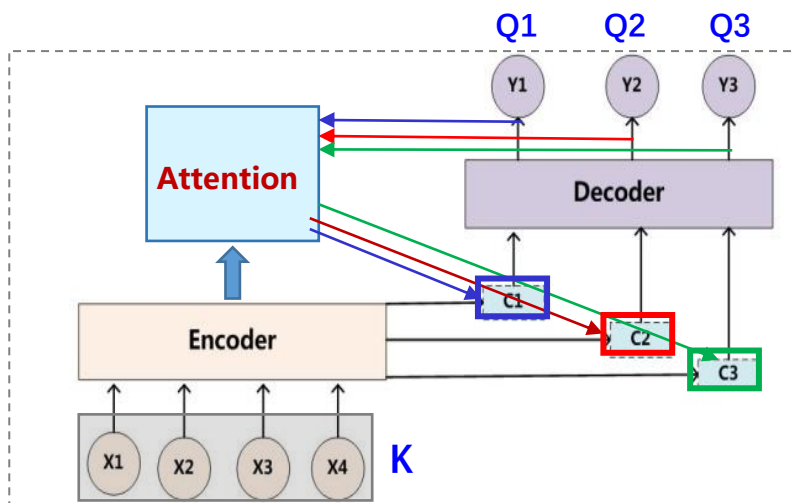 Q1 Q2 Q3
Y1 Y2 Y3
Attention
Decoder
C1
Encoder
C2
C3
X1 X2 X3 X4
K